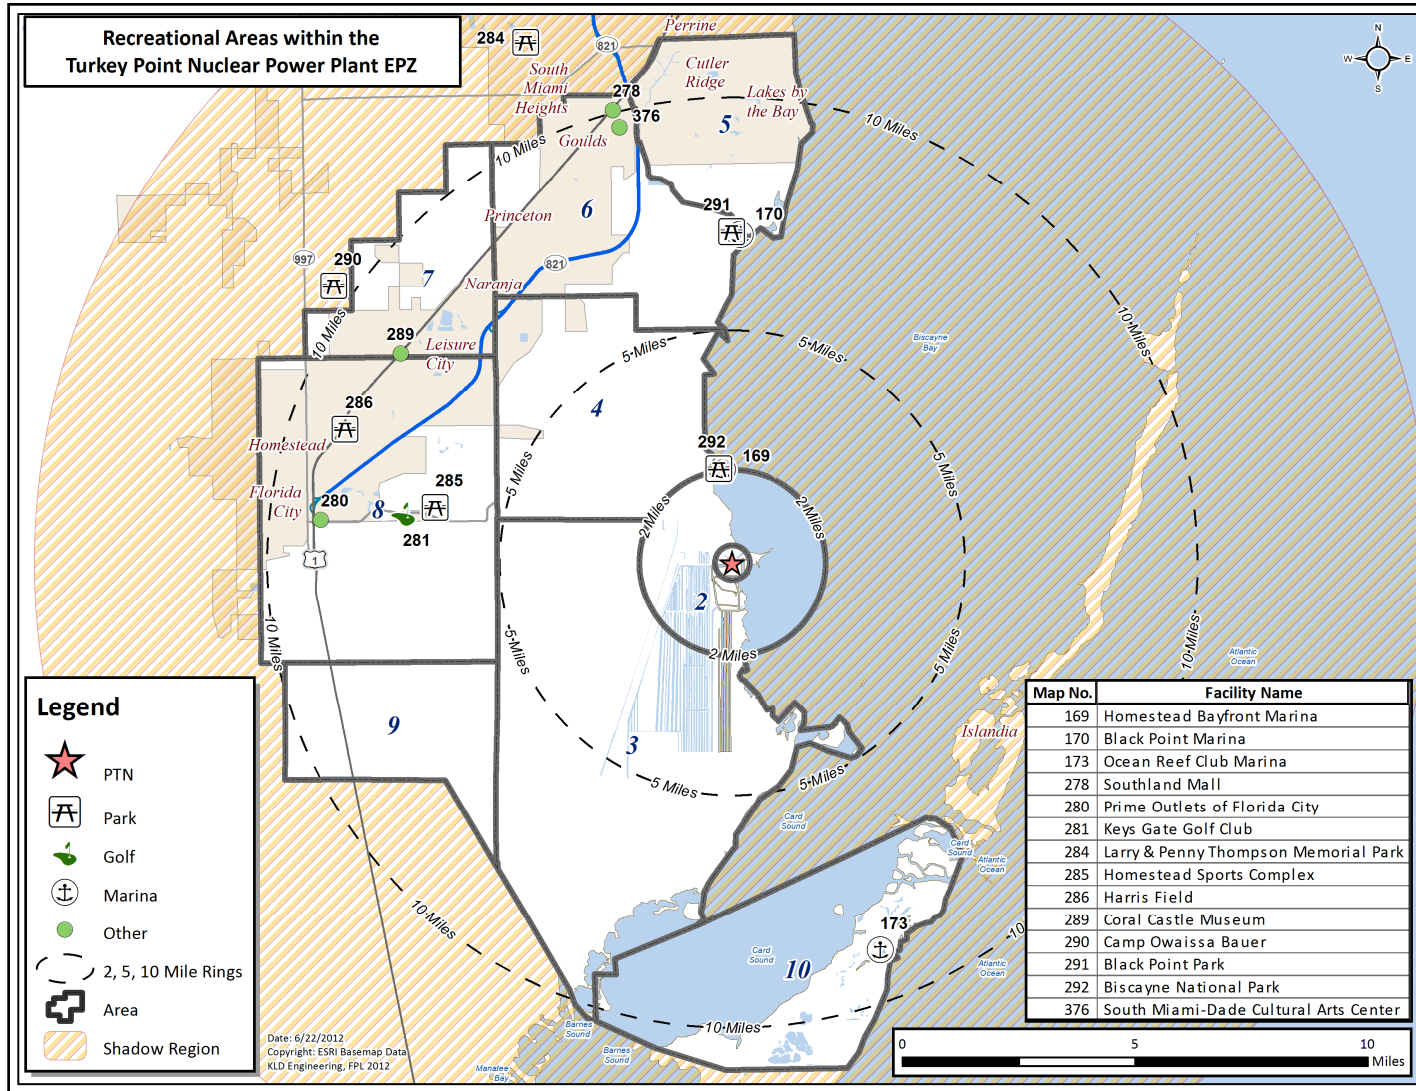 Recreational Areas within the
Turkey Point Nuclear Power Plant EPZ
N
W E
S
284
821
Perrine
South
Miami
Heights
Cutler
Ridge
Lakes by
the Bay
278
376
Goulds
5
10 Miles
10 Miles
6
291
170
Princeton
997
290
821
7
Naranja
10 Miles
289
Leisure
City
10 Miles
Biscayne
Bay
5 Miles
5 Miles
286
4
Homestead
292
169
5 Miles
5 Miles
Florida
City
280
8
285
281
2 Miles
2 Miles
1
2
10 Miles
5 Miles
2 Miles
5 Miles
10 Miles
Atlantic
Ocean
9
3
Islandia
5 Miles
5 Miles
Card
Sound
Card
Sound
Atlantic
Ocean
10 Miles
173
10
Card
Sound
Atlantic
Ocean
10
10 Miles
Barnes
Sound
Barnes
Sound
Manatee
Bay
Legend
PTN
Park
Golf
Marina
Other
2, 5, 10 Mile Rings
Area
Shadow Region
Date: 6/22/2012
Copyright: ESRI Basemap Data
KLD Engineering, FPL 2012
Map No. Facility Name
169 Homestead Bayfront Marina
170 Black Point Marina
173 Ocean Reef Club Marina
278 Southland Mall
280 Prime Outlets of Florida City
281 Keys Gate Golf Club
284 Larry & Penny Thompson Memorial Park
285 Homestead Sports Complex
286 Harris Field
289 Coral Castle Museum
290 Camp Owaissa Bauer
291 Black Point Park
292 Biscayne National Park
376 South Miami-Dade Cultural Arts Center
0 5 10
Miles